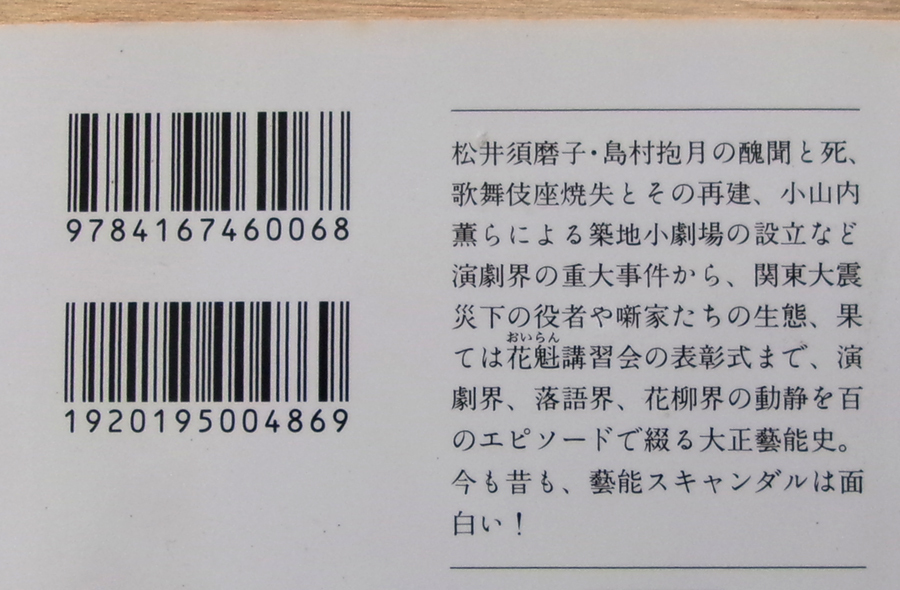 9784167460068
1920195004869
松井須磨子・島村抱月の醜聞と死、
歌舞伎座焼失とその再建、小山内
薫らによる築地小劇場の設立など
演劇界の重大事件から、関東大震
災下の役者や噺家たちの生態、果
おいらん
ては花魁講習会の表彰式まで、演
劇界、落語界、花柳界の動静を百
のエピソードで綴る大正藝能史。
今も昔も、藝能スキャンダルは面
白い！